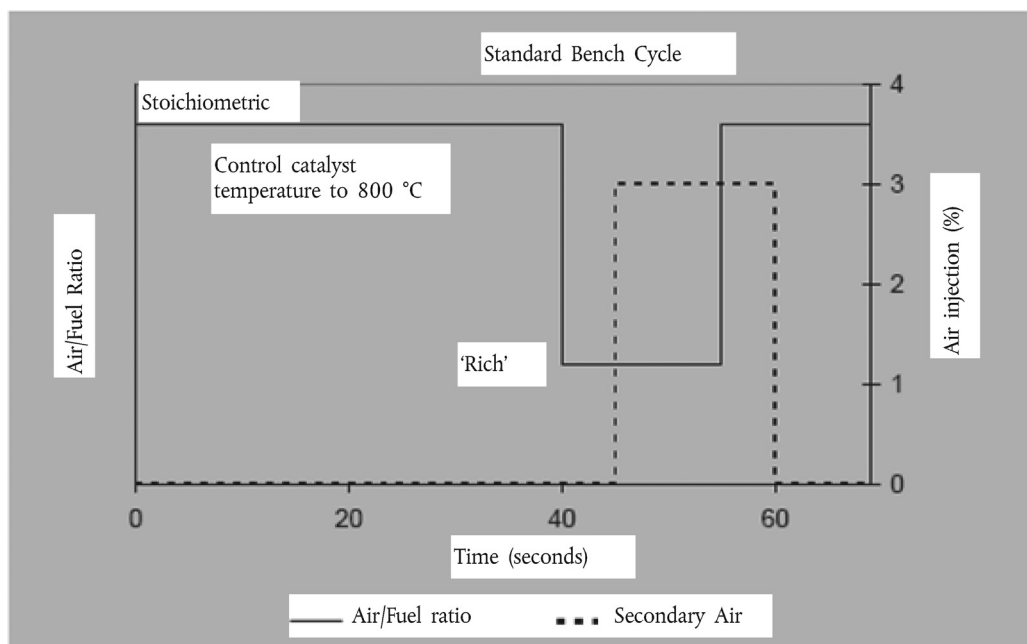 Standard Bench Cycle
Stoichiometric
Control catalyst
temperature to 800 °C
‘Rich’
Air/Fuel Ratio
Air injection (%)
4
3
2
1
0
0 20 40 60
Time (seconds)
Air/Fuel ratio Secondary Air